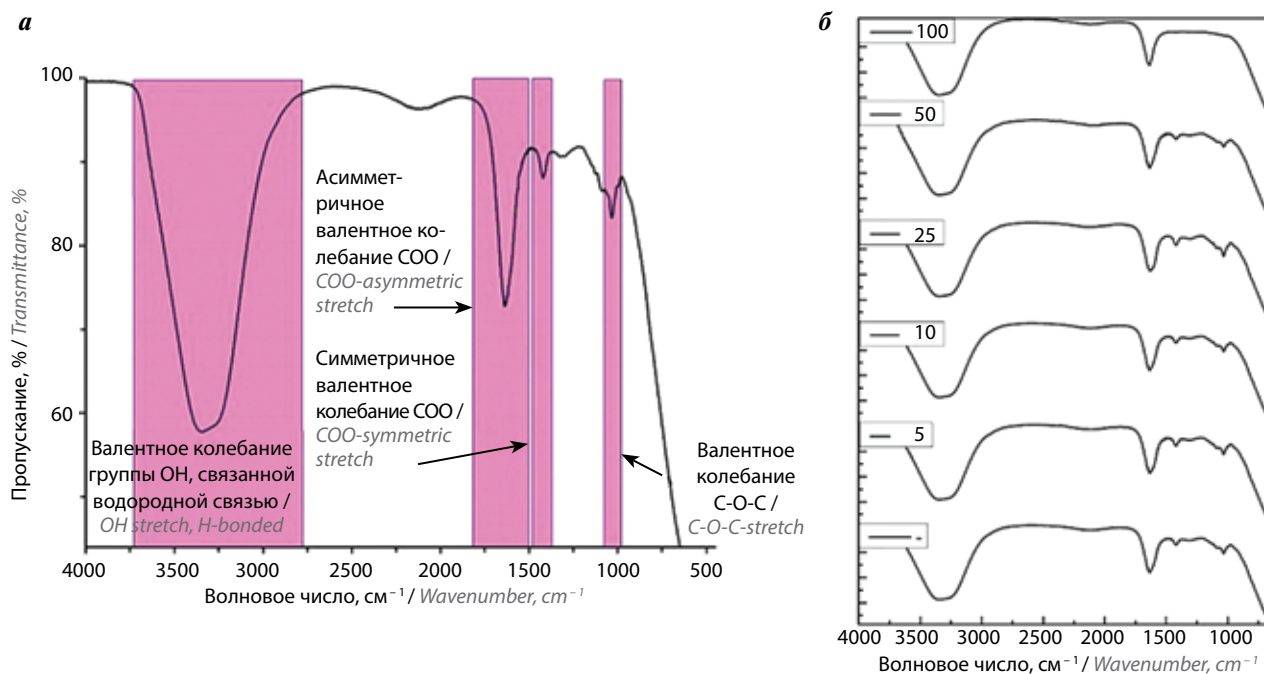 а
100
80
60
Пропускание, % / Transmittance, %
Асиммет-
ричное
валентное ко-
лебание COO /
COO-asymmetric
stretch
Симметричное
валентное
колебание COO /
COO-symmetric
stretch
Валентное колебание
группы OH, связанной
водородной связью /
OH stretch, H-bonded
Валентное
колебание
C-O-C /
C-O-C-stretch
4000 3500 3000 2500 2000 1500 1000 500
Волновое число, см⁻¹ / Wavenumber, cm⁻¹
б
100
50
25
10
5
-
4000 3500 3000 2500 2000 1500 1000
Волновое число, см⁻¹/ Wavenumber, cm⁻¹